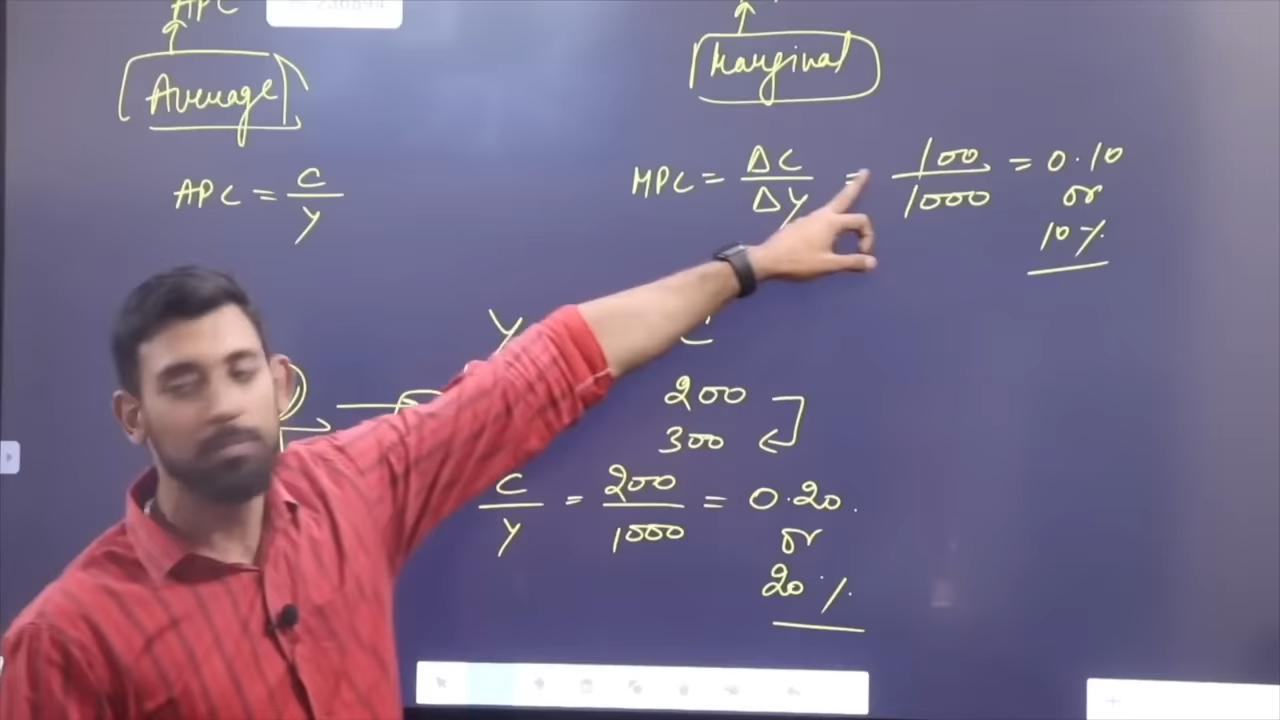 APC
Average
APC = C/Y
Marginal
MPC = ΔC/ΔY = 100/1000 = 0.10
or
10%
Y C
200
300
C/Y = 200/1000 = 0.20
or
20%